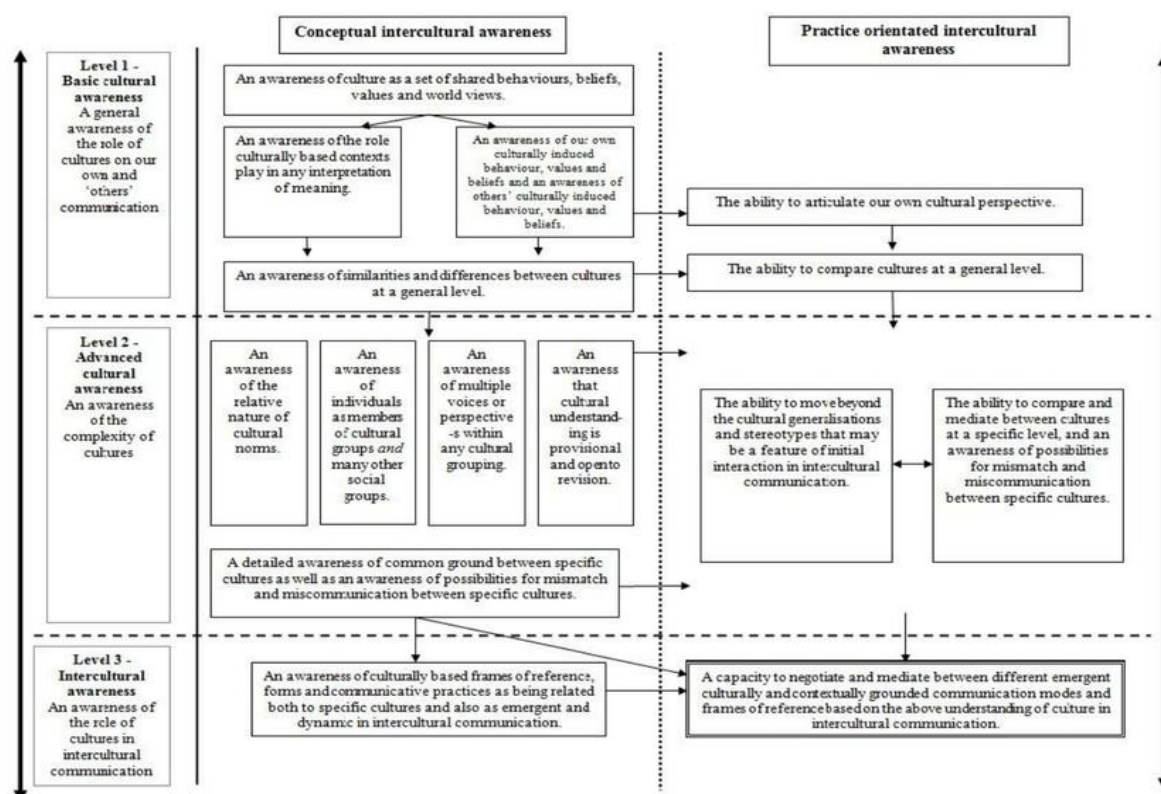 Conceptual intercultural awareness
Practice orientated intercultural
awareness
Level 1 -
Basic cultural
awareness
A general
awareness of
the role of
cultures on our
own and
‘others’
communication
An awareness of culture as a set of shared behaviours, beliefs,
values and world views.
An awareness of the role
culturally based contexts
play in any interpretation
of meaning.
An awareness of our own
culturally induced
behaviour, values and
beliefs and an awareness of
others’ culturally induced
behaviour, values and
beliefs.
The ability to articulate our own cultural perspective.
An awareness of similarities and differences between cultures
at a general level.
The ability to compare cultures at a general level.
Level 2 -
Advanced
cultural
awareness
An awareness
of the
complexity of
cultures
An
awareness
of the
relative
nature of
cultural
norms.
An
awareness
of
individuals
as members
of cultural
groups and
many other
social
groups.
An
awareness
of multiple
voices or
perspective
-s within
any cultural
grouping.
An
awareness
that
cultural
understand-
ing is
provisional
and open to
revision.
The ability to move beyond
the cultural generalisations
and stereotypes that may
be a feature of initial
interaction in intercultural
communication.
The ability to compare and
mediate between cultures
at a specific level, and an
awareness of possibilities
for mismatch and
miscommunication
between specific cultures.
A detailed awareness of common ground between specific
cultures as well as an awareness of possibilities for mismatch
and miscommunication between specific cultures.
Level 3 -
Intercultural
awareness
An awareness
of the role of
cultures in
intercultural
communication
An awareness of culturally based frames of reference,
forms and communicative practices as being related
both to specific cultures and also as emergent and
dynamic in intercultural communication.
A capacity to negotiate and mediate between different emergent
culturally and contextually grounded communication modes and
frames of reference based on the above understanding of culture in
intercultural communication.